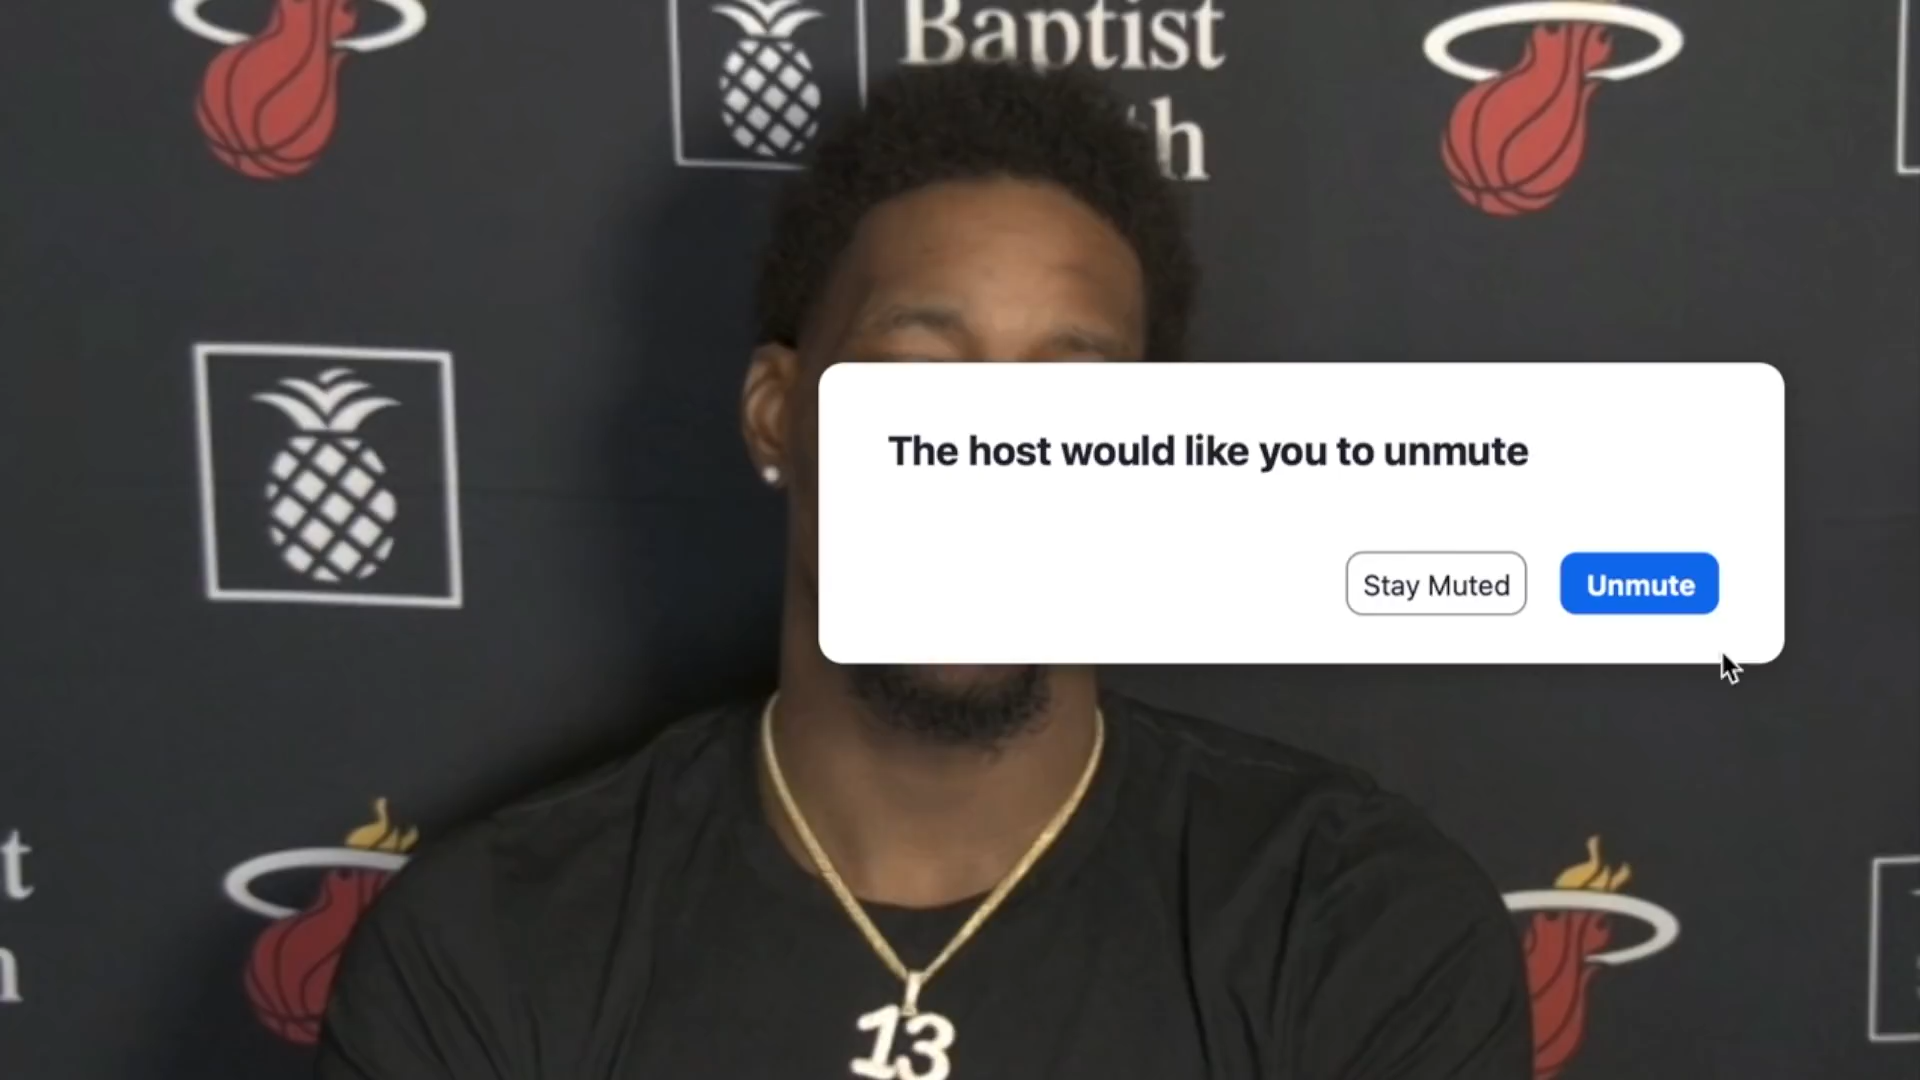 Baptist
h
The host would like you to unmute
Stay Muted
Unmute
t
h
13